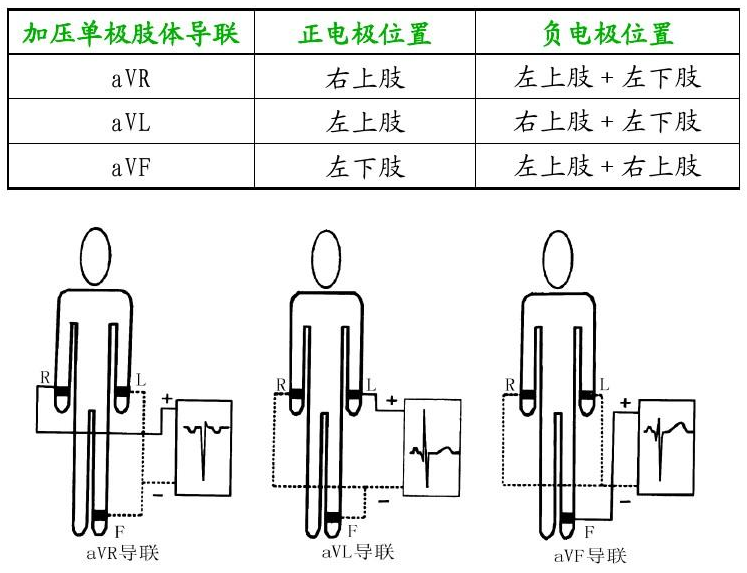 加压单极肢体导联 正电极位置 负电极位置
aVR 右上肢 左上肢 + 左下肢
aVL 左上肢 右上肢 + 左下肢
aVF 左下肢 左上肢 + 右上肢
R L + − F
aVR导联
R L + − F
aVL导联
R L + − F
aVF导联